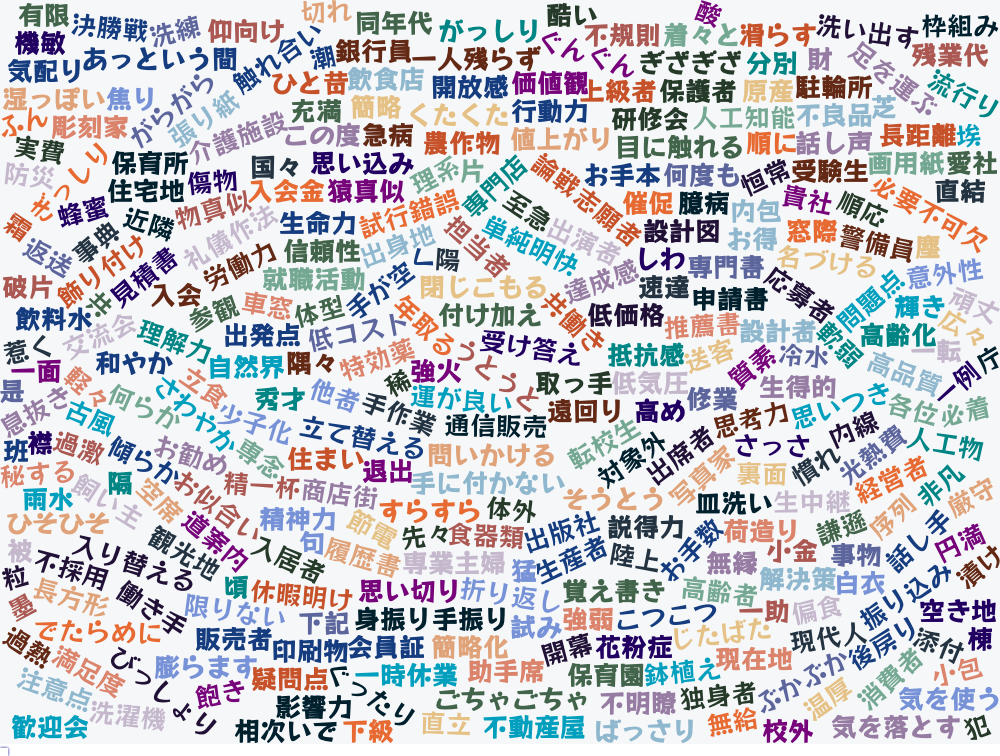 有限
決勝戦
洗練
仰向け
切れ
同年代
がっしり
酷い
酸
不規則
着々と
滑らす
洗い出す
枠組み
機敏
あっという間
触れ合い
潮
銀行員
一人残らず
ぐんぐん
ぎざぎざ
分別
財
足を運ぶ
残業代
気配り
ひと昔
飲食店
開放感
価値観
上級者
保護者
原産
駐輪所
流行り
湿っぽい
焦り
がらがら
張り紙
充満
簡略
くたくた
行動力
研修会
人工知能
不良品
芝
ふん
彫刻家
介護施設
この度
急病
農作物
値上がり
目に触れる
順に
話し声
長距離
埃
実費
ぎっしり
保育所
国々
思い込み
理系
片
専門店
論戦
志願者
お手本
何度も
恒常
受験生
画用紙
愛社
防災
住宅地
傷物
入会金
猿真似
至急
催促
臆病
内包
貴社
順応
必要不可欠
直結
霜
蜂蜜
近隣
物真似
礼儀作法
生命力
試行錯誤
担当者
単純明快
出演者
設計図
お得
窓際
警備員
塵
返送
事典
飾り付け
見積書
労働力
信頼性
出身地
しわ
専門書
名づける
意外性
破片
共
入会
参観
就職活動
手が空く
陽
閉じこもる
達成感
速達
申請書
応募者
問題点
輝き
頑丈
飲料水
交流会
理解力
車窓
体型
年取る
付け加え
共働き
低価格
推薦書
設計者
軟弱
高齢化
広々
惹く
出発点
低コスト
うとうと
受け答え
抵抗感
送客
質素
冷水
一転
一面
和やか
自然界
隅々
特効薬
稀
強火
取っ手
低気圧
修業
生得的
高品質
一例
庁
是
軽々
何らか
立食
さわやか
秀才
他者
手作業
運が良い
遠回り
高め
思考力
思いつき
各位
必着
息抜き
古風
少子化
立て替える
通信販売
転校生
対象外
出席者
さっさ
慣れ
内線
光熱費
人工物
班
襟
過激
傾らか
お勧め
専念
住まい
退出
問いかける
手に付かない
写真家
裏面
経営者
非凡
秘する
飼い主
隔
空席
お似合い
精一杯
商店街
すらすら
体外
そうとう
皿洗い
生中継
謙遜
序列
厳守
雨水
ひそひそ
道案内
精神力
節電
先々
食器類
出版社
説得力
お手数
荷造り
小金
事物
話し手
円満
被
入り替える
観光地
入居者
句
履歴書
専業主婦
猛
生産者
陸上
無縁
解決策
白衣
漬け
粒
不採用
働き手
頃
休暇明け
思い切り
折り返し
覚え書き
高齢者
振り込み
墨
長方形
限りない
下記
身振り手振り
試み
強弱
こつこつ
一助
偏食
空き地
過熱
でたらめに
販売者
印刷物
会員証
簡略化
開幕
花粉症
じたばた
現代人
後戻り
添付
棟
満足度
びっしょり
膨らます
疑問点
ぐったり
一時休業
助手席
保育園
鉢植え
現在地
ぶかぶか
消費者
小包
注意点
洗濯機
飽き
影響力
ごちゃごちゃ
不明瞭
独身者
温厚
気を使う
歓迎会
相次いで
下級
直立
不動産屋
ばっさり
無給
校外
気を落とす
犯